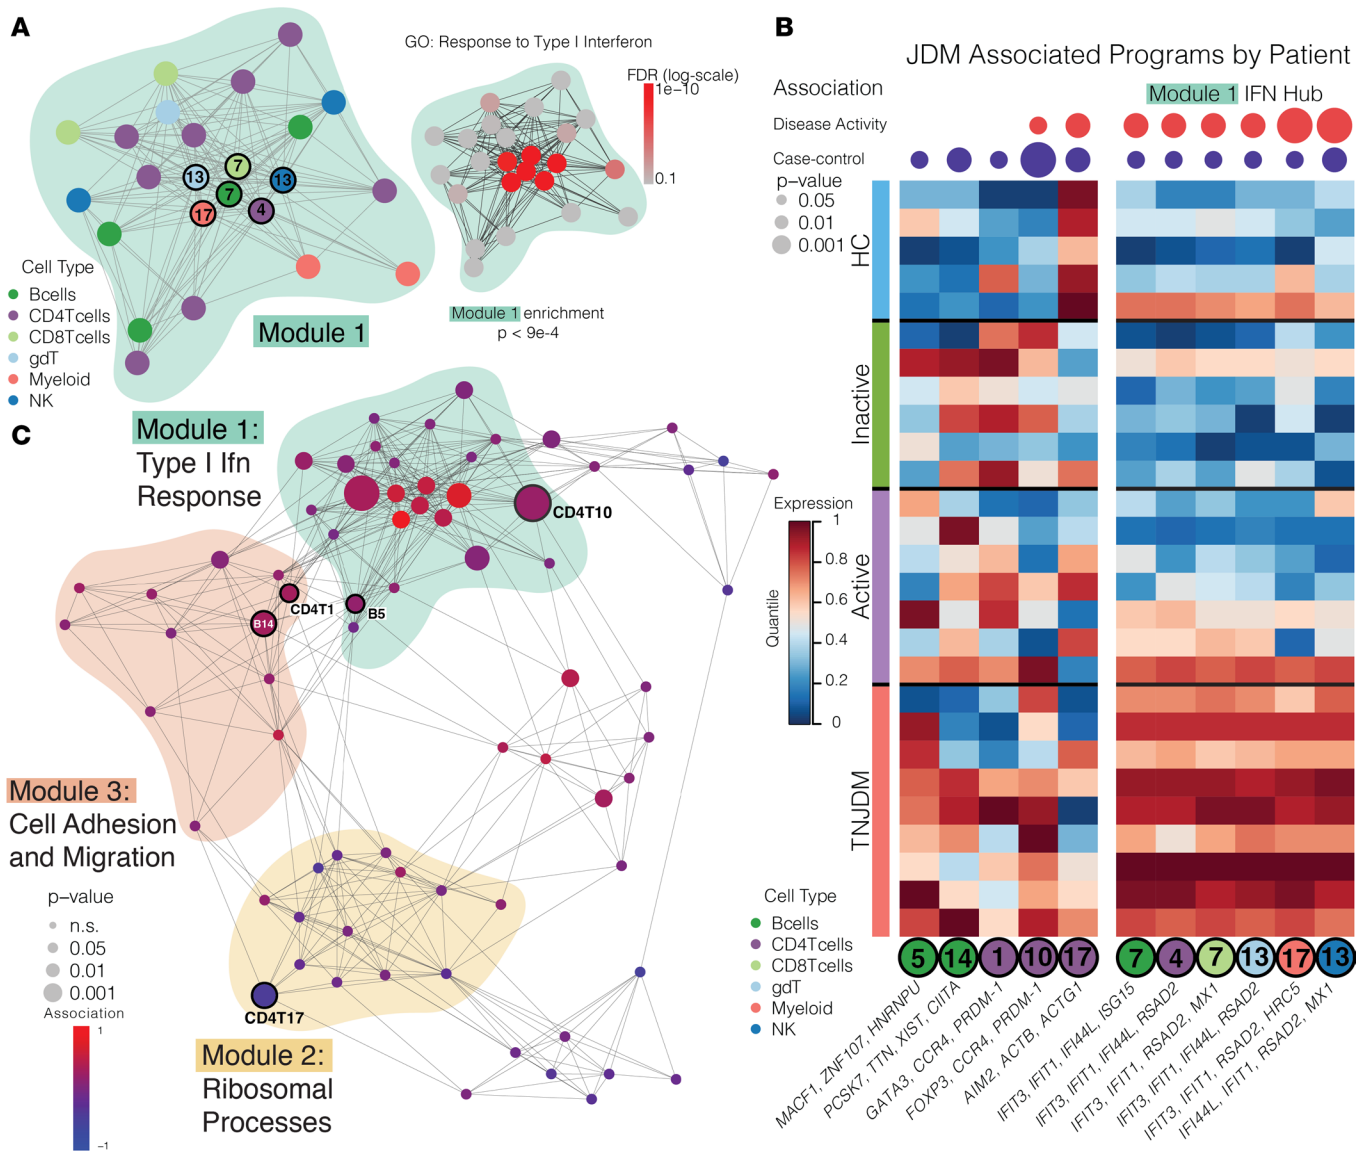 A
GO: Response to Type I Interferon
FDR (log-scale)
1e-10
0.1
7
13
13
7
17
4
Cell Type
Bcells
CD4Tcells
CD8Tcells
gdT
Myeloid
NK
Module 1
Module 1 enrichment
p < 9e-4
B
JDM Associated Programs by Patient
Association
Module 1 IFN Hub
Disease Activity
Case-control
p-value
0.05
0.01
0.001
HC
Inactive
Active
TNJDM
Expression
Quantile
1
0.8
0.6
0.4
0.2
0
Cell Type
Bcells
CD4Tcells
CD8Tcells
gdT
Myeloid
NK
5 14 1 10 17 7 4 7 13 17 13
MACF1, ZNF107, HNRNPU
PCSK7, TTN, XIST, CIITA
GATA3, CCR4, PRDM-1
FOXP3, CCR4, PRDM-1
AIM2, ACTB, ACTG1
IFIT3, IFIT1, IFI44L, ISG15
IFIT3, IFIT1, IFI44L, RSAD2
IFIT3, IFIT1, RSAD2, MX1
IFIT3, IFIT1, IFI44L, RSAD2
IFIT3, IFIT1, RSAD2, HRC5
IFI44L, IFIT1, RSAD2, MX1
C
Module 1:
Type I Ifn
Response
CD4T10
CD4T1
B5
B14
Module 3:
Cell Adhesion
and Migration
p-value
n.s.
0.05
0.01
0.001
Association
1
-1
CD4T17
Module 2:
Ribosomal
Processes